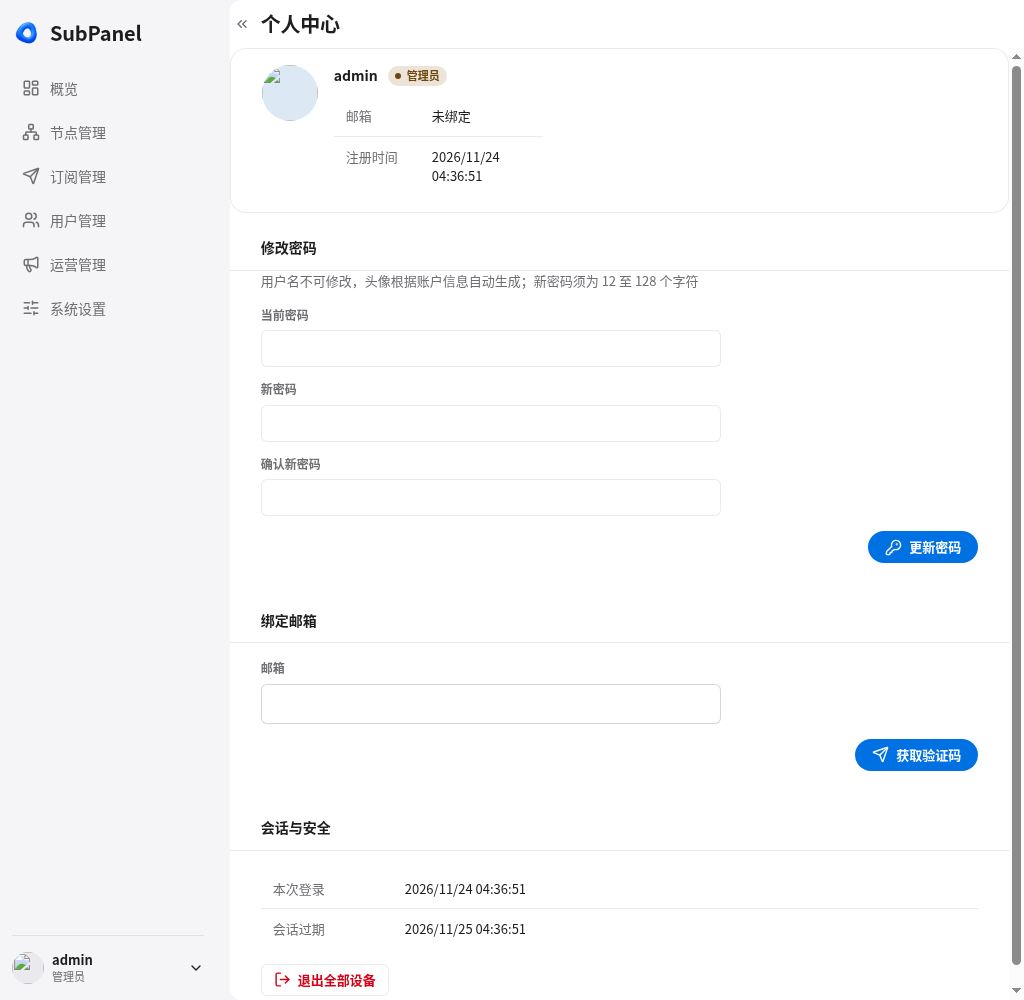 SubPanel
概览
节点管理
订阅管理
用户管理
运营管理
系统设置
admin
管理员
个人中心
admin 管理员
邮箱 未绑定
注册时间 2026/11/24
04:36:51
修改密码
用户名不可修改，头像根据账户信息自动生成；新密码须为 12 至 128 个字符
当前密码
新密码
确认新密码
更新密码
绑定邮箱
邮箱
获取验证码
会话与安全
本次登录 2026/11/24 04:36:51
会话过期 2026/11/25 04:36:51
退出全部设备